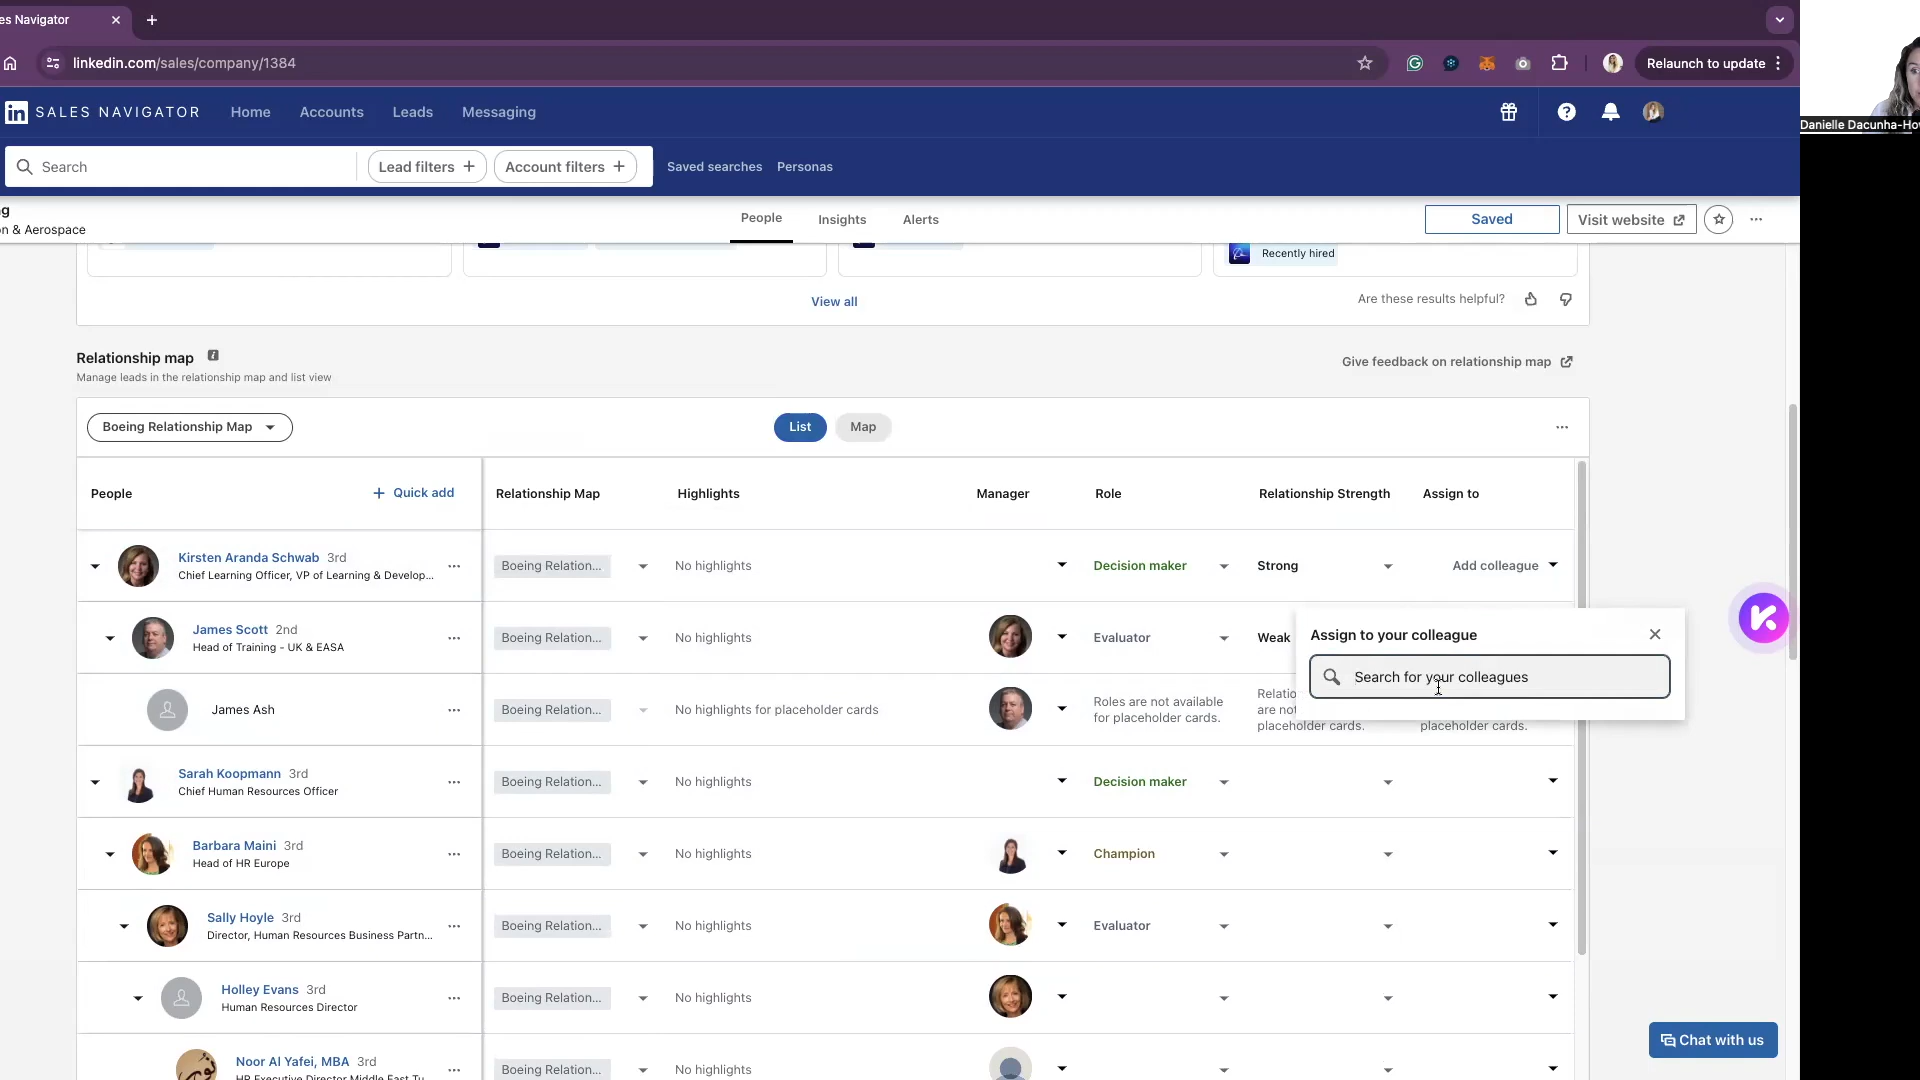 es Navigator
linkedin.com/sales/company/1384
Relaunch to update
in SALES NAVIGATOR
Home
Accounts
Leads
Messaging
Danielle Dacunha-Ho
Search
Lead filters +
Account filters +
Saved searches
Personas
g
on & Aerospace
People
Insights
Alerts
Saved
Visit website
Recently hired
View all
Are these results helpful?
Relationship map
Manage leads in the relationship map and list view
Give feedback on relationship map
Boeing Relationship Map
List
Map
People
+ Quick add
Relationship Map
Highlights
Manager
Role
Relationship Strength
Assign to
Kirsten Aranda Schwab 3rd
Chief Learning Officer, VP of Learning & Develop...
Boeing Relation...
No highlights
Decision maker
Strong
Add colleague
James Scott 2nd
Head of Training - UK & EASA
Boeing Relation...
No highlights
Evaluator
Weak
Assign to your colleague
Search for your colleagues
James Ash
Boeing Relation...
No highlights for placeholder cards
Roles are not available
for placeholder cards.
Relatio
are not
placeholder cards.
placeholder cards.
Sarah Koopmann 3rd
Chief Human Resources Officer
Boeing Relation...
No highlights
Decision maker
Barbara Maini 3rd
Head of HR Europe
Boeing Relation...
No highlights
Champion
Sally Hoyle 3rd
Director, Human Resources Business Partn...
Boeing Relation...
No highlights
Evaluator
Holley Evans 3rd
Human Resources Director
Boeing Relation...
No highlights
Noor Al Yafei, MBA 3rd
HR Executive Director Middle East Tu
Boeing Relation...
No highlights
Chat with us